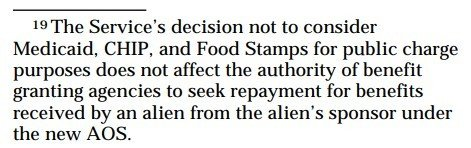 19 The Service's decision not to consider
Medicaid, CHIP, and Food Stamps for public charge
purposes does not affect the authority of benefit
granting agencies to seek repayment for benefits
received by an alien from the alien's sponsor under
the new AOS.